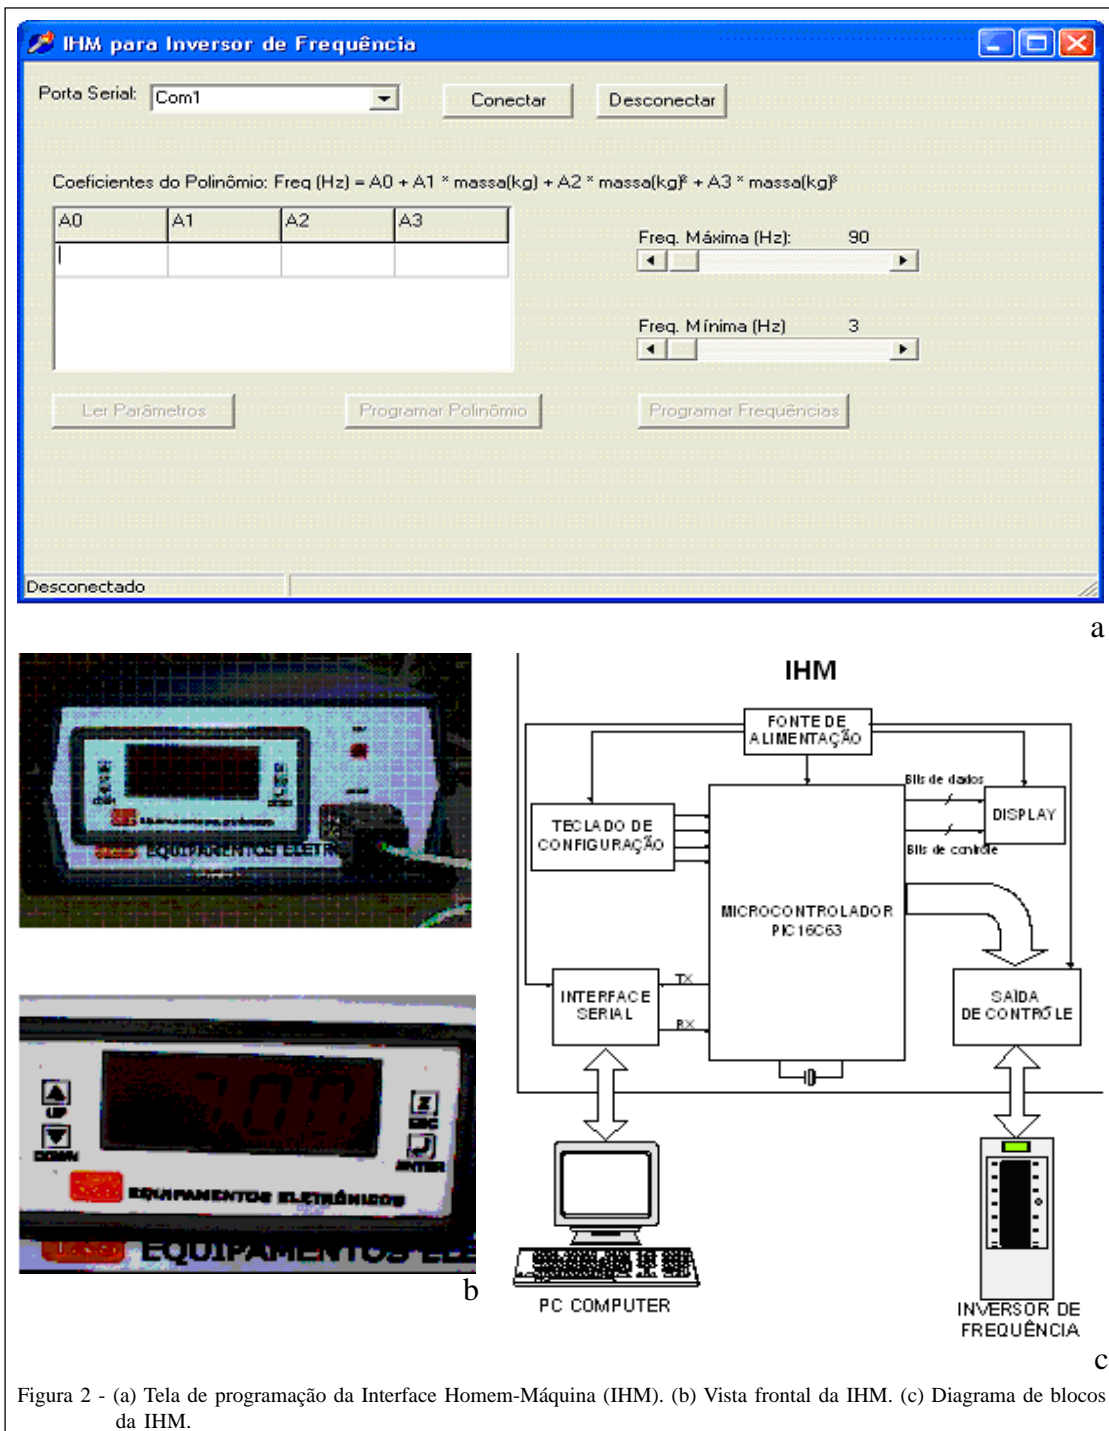 IHM para Inversor de Frequência
Porta Serial:
Com1
Conectar
Desconectar
Coeficientes do Polinômio: Freq (Hz) = A0 + A1 * massa(kg) + A2 * massa(kg)² + A3 * massa(kg)³
A0
A1
A2
A3
Freq. Máxima (Hz):
90
Freq. Mínima (Hz)
3
Ler Parâmetros
Programar Polinômio
Programar Frequências
Desconectado
a
EQUIPAMENTOS ELETR
UP
DOWN
ESC
ENTER
EQUIPAMENTOS ELETRÔNICOS
EQUIPAMENTOS ELE
b
IHM
FONTE DE
ALIMENTAÇÃO
Bits de dados
DISPLAY
Bits de contrôle
TECLADO DE
CONFIGURAÇÃO
MICROCONTROLADOR
PIC16C63
INTERFACE
SERIAL
TX
RX
SAÍDA
DE CONTRÔLE
PC COMPUTER
INVERSOR DE
FREQUÊNCIA
c
Figura 2 - (a) Tela de programação da Interface Homem-Máquina (IHM). (b) Vista frontal da IHM. (c) Diagrama de blocos
da IHM.